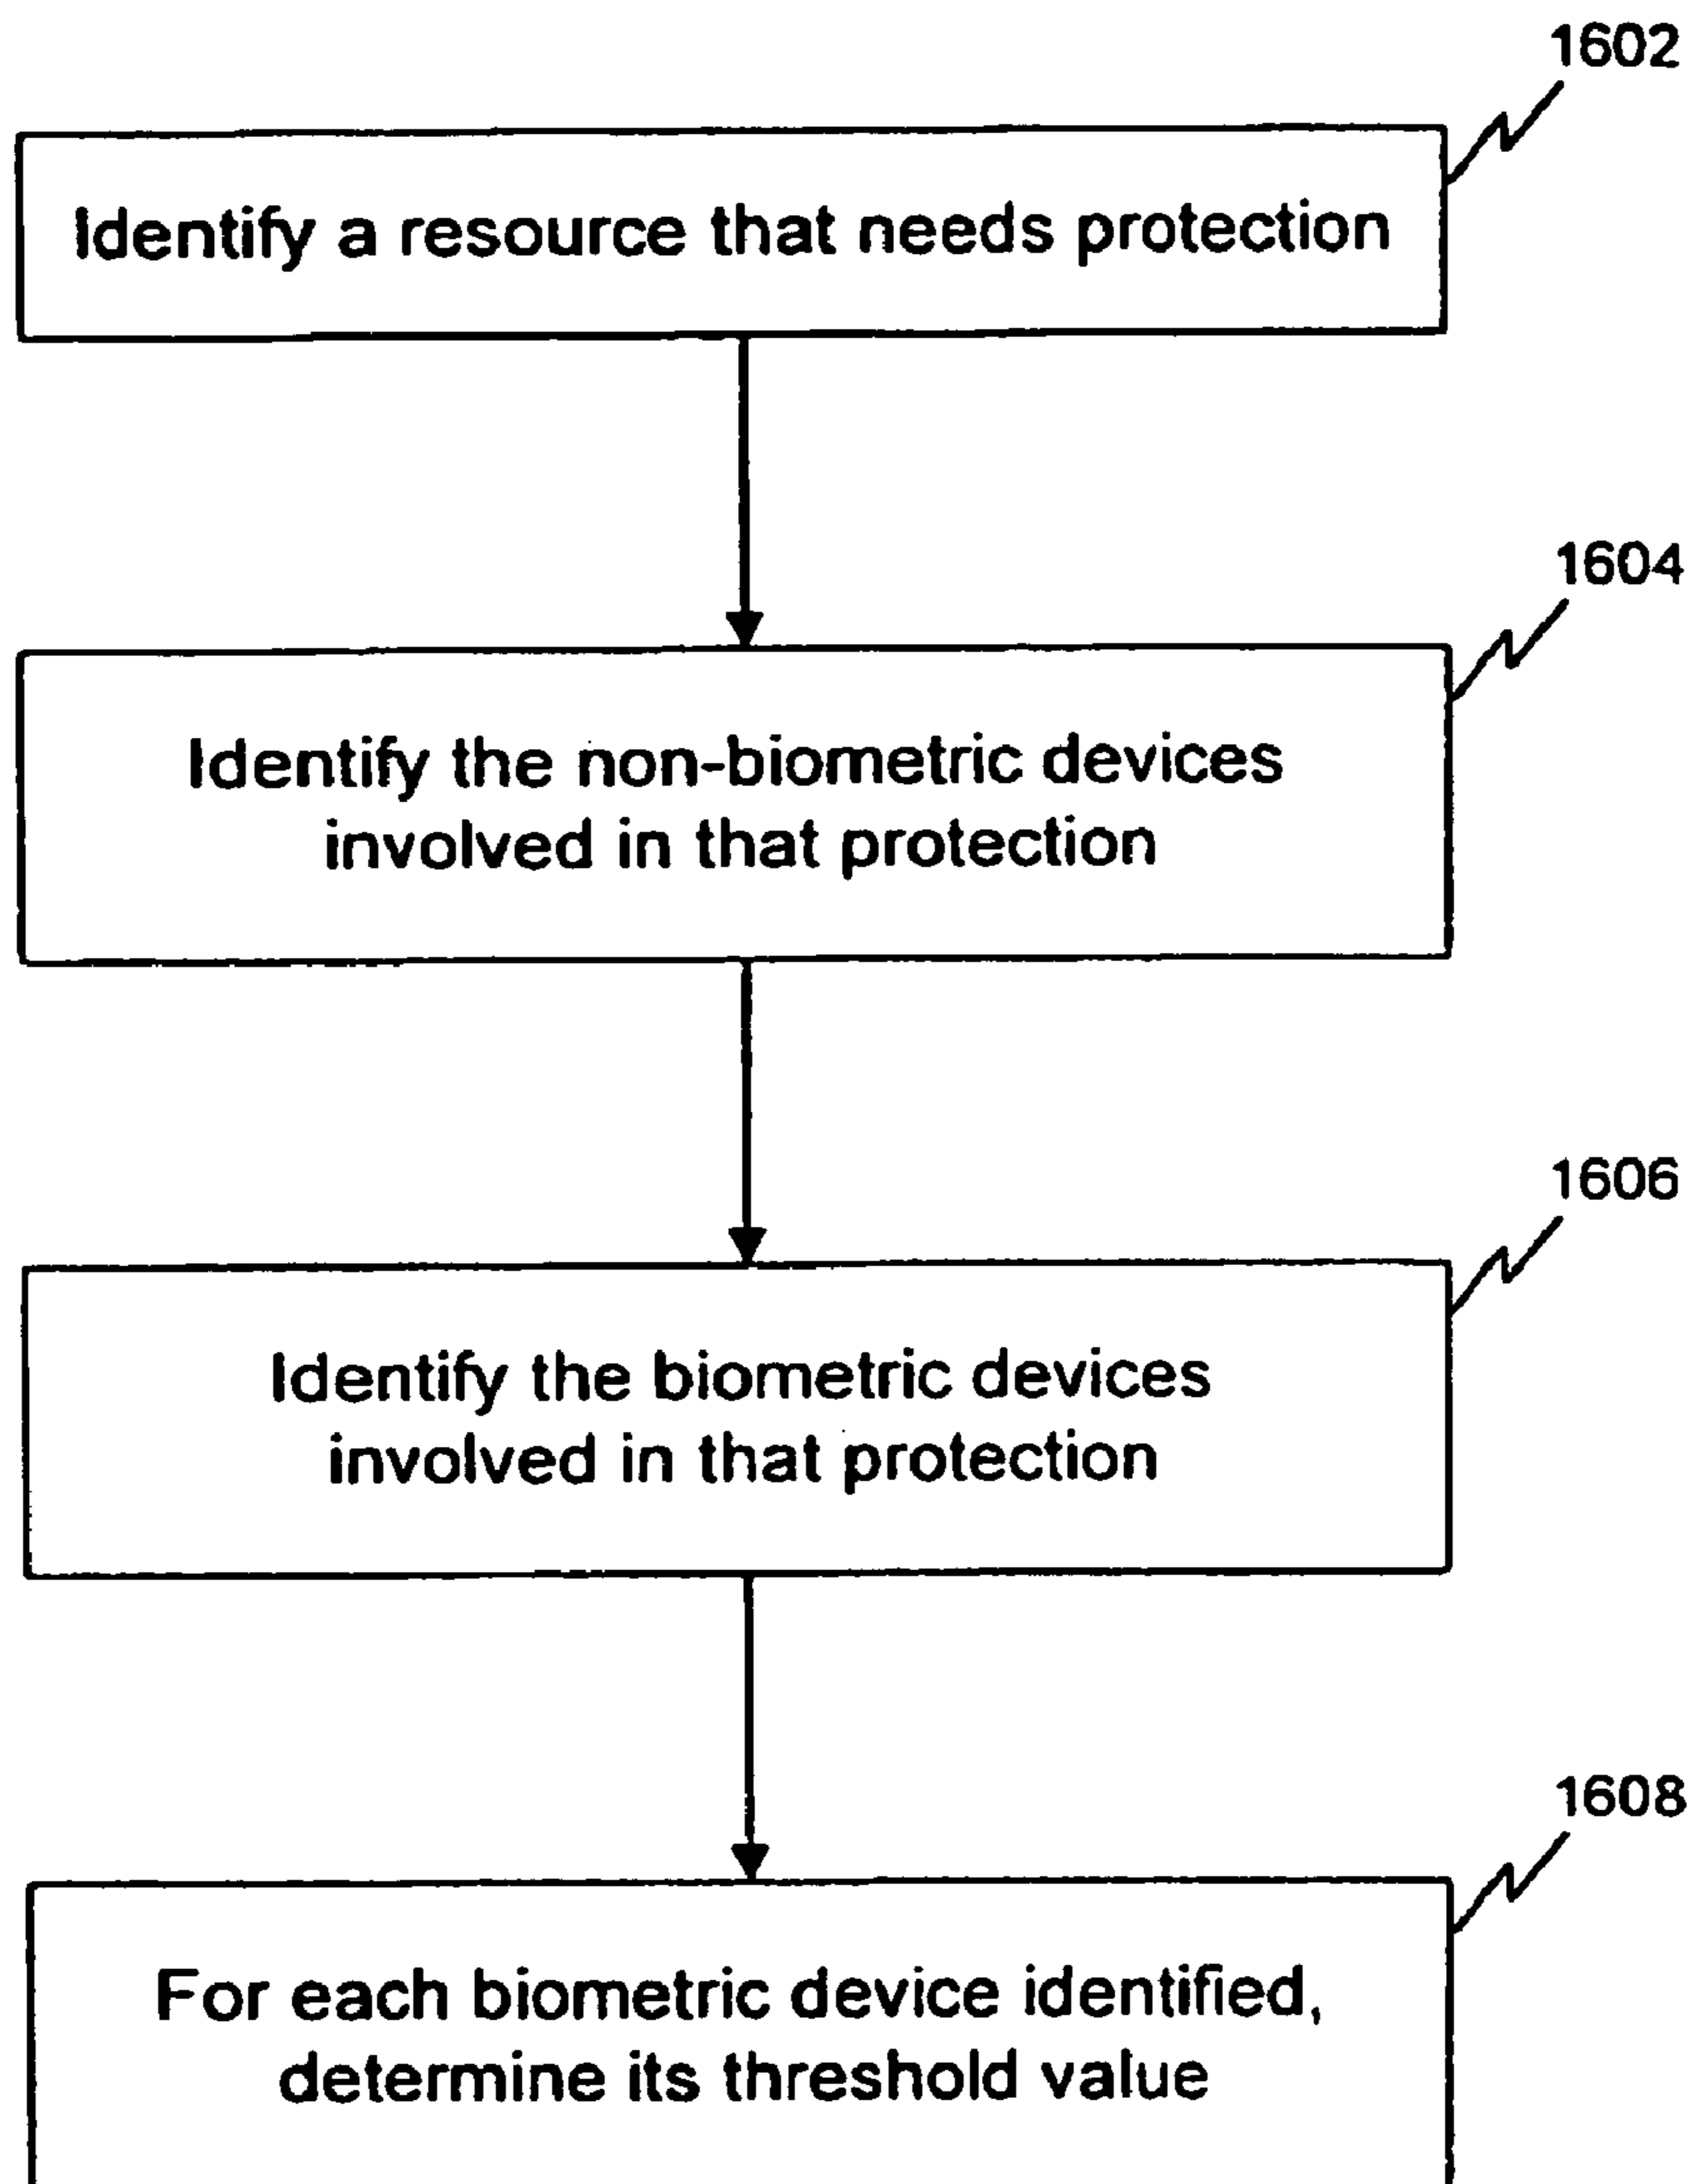 1602
Identify a resource that needs protection
1604
Identify the non-biometric devices
involved in that protection
1606
Identify the biometric devices
involved in that protection
1608
For each biometric device identified,
determine its threshold value